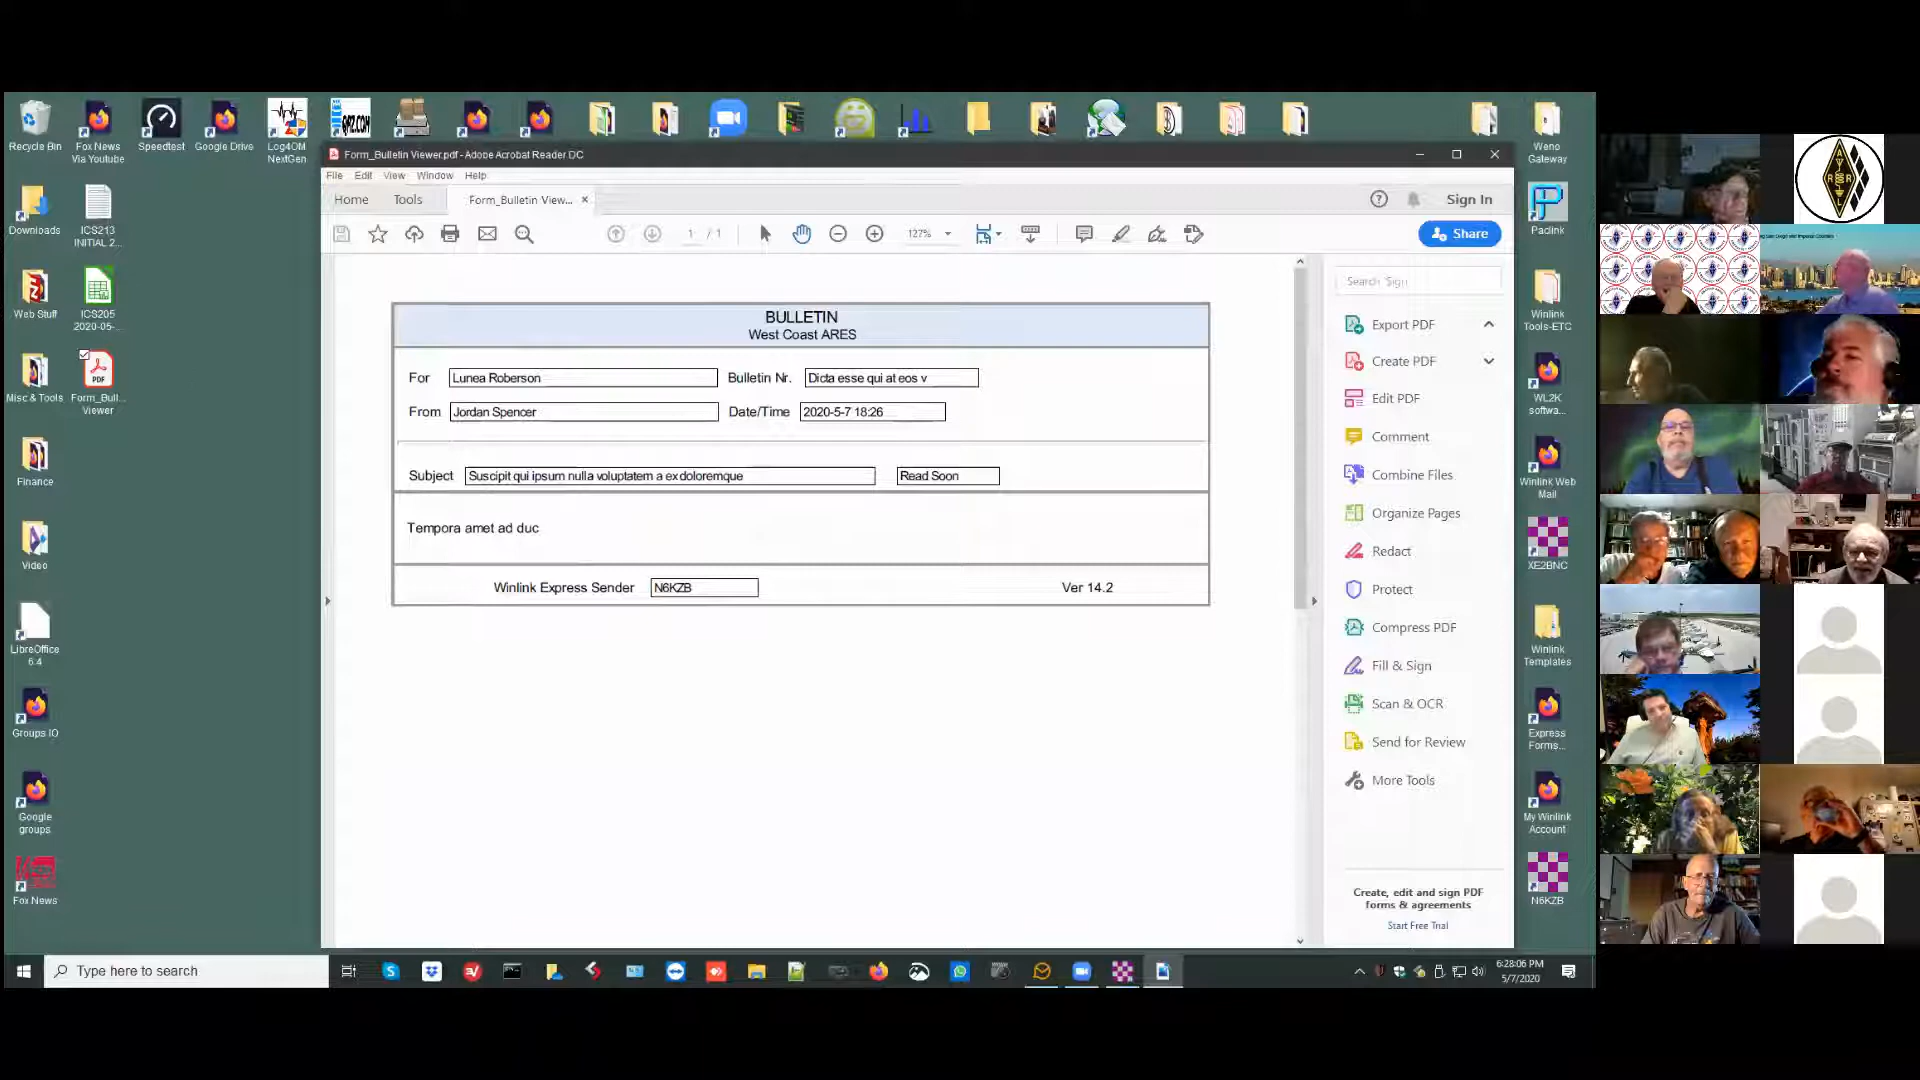 Recycle Bin
Fox News
Via Youtube
Speedtest
Google Drive
Log4OM
NextGen
QRZ.COM
Weno
Gateway
Downloads
ICS213
INITIAL 2...
Paclink
Web Stuff
ICS205
2020-05-...
Winlink
Tools-ETC
Misc & Tools
PDF
Form_Bull...
Viewer
WL2K
softwa...
Finance
Winlink Web
Mail
Video
XE2BNC
LibreOffice
6.4
Winlink
Templates
Groups IO
Express
Forms...
Google
groups
My Winlink
Account
Fox News
N6KZB
Form_Bulletin Viewer.pdf - Adobe Acrobat Reader DC
File Edit View Window Help
Home Tools Form_Bulletin View... ×
Sign In
1 / 1
127%
Share
BULLETIN
West Coast ARES
For Lunea Roberson Bulletin Nr. Dicta esse qui at eos v
From Jordan Spencer Date/Time 2020-5-7 18:26
Subject Suscipit qui ipsum nulla voluptatem a ex doloremque Read Soon
Tempora amet ad duc
Winlink Express Sender N6KZB Ver 14.2
Search 'Sign'
Export PDF
Create PDF
Edit PDF
Comment
Combine Files
Organize Pages
Redact
Protect
Compress PDF
Fill & Sign
Scan & OCR
Send for Review
More Tools
Create, edit and sign PDF
forms & agreements
Start Free Trial
Type here to search
6:28:06 PM
5/7/2020
A
R R
L